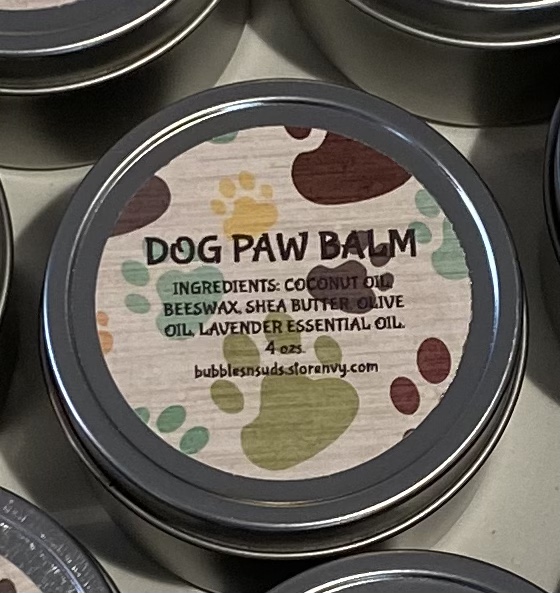 DOG PAW BALM
INGREDIENTS: COCONUT OIL,
BEESWAX, SHEA BUTTER, OLIVE
OIL, LAVENDER ESSENTIAL OIL.
4 ozs.
bubblesnsuds.storenvy.com